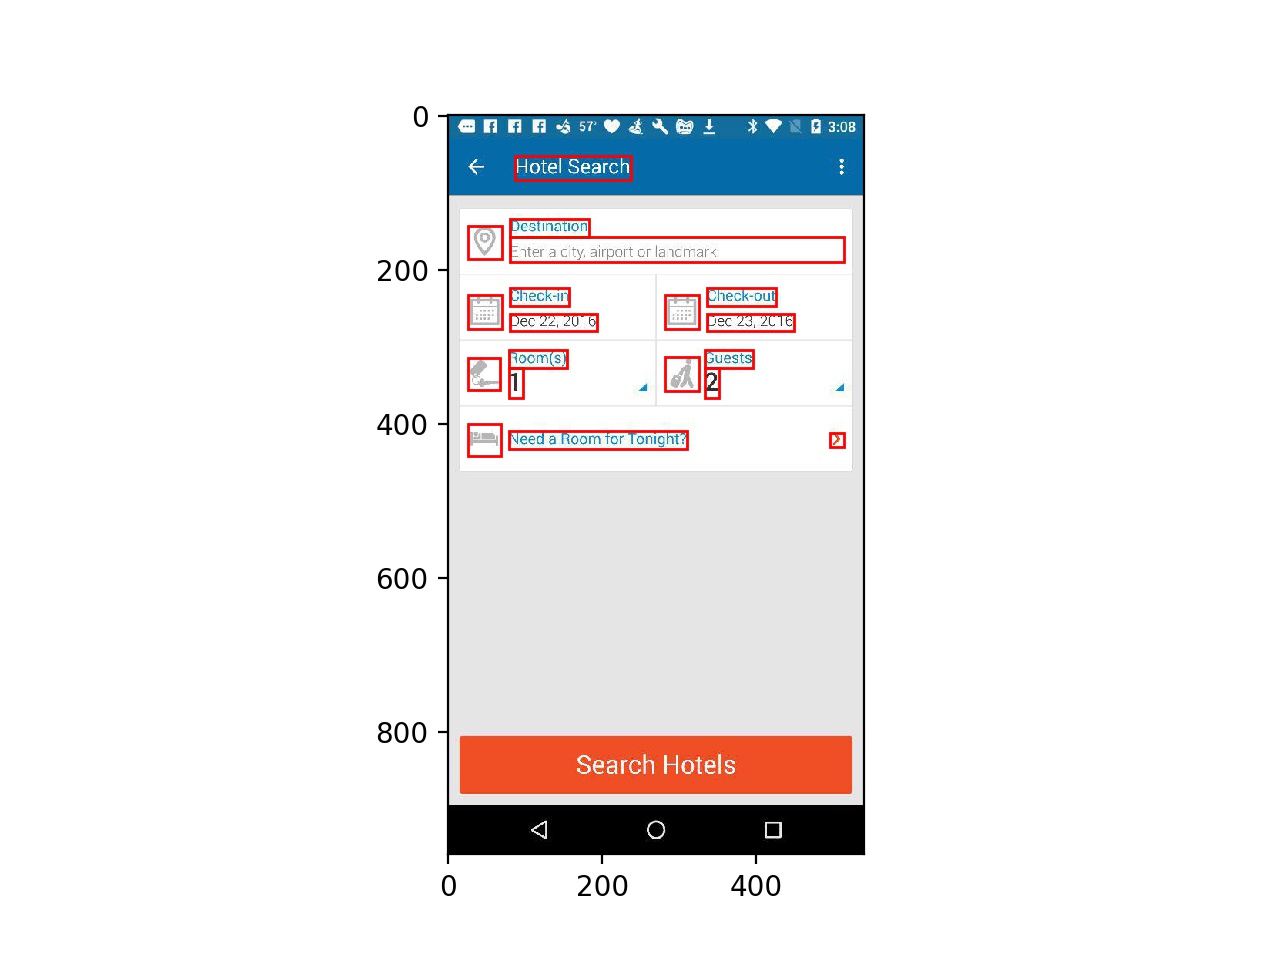 0
57°
3:08
Hotel Search
Destination
Enter a city, airport or landmark
200
Check-in
Check-out
Dec 22, 2016
Dec 23, 2016
Room(s)
Guests
1
2
400
Need a Room for Tonight?
600
800
Search Hotels
0
200
400